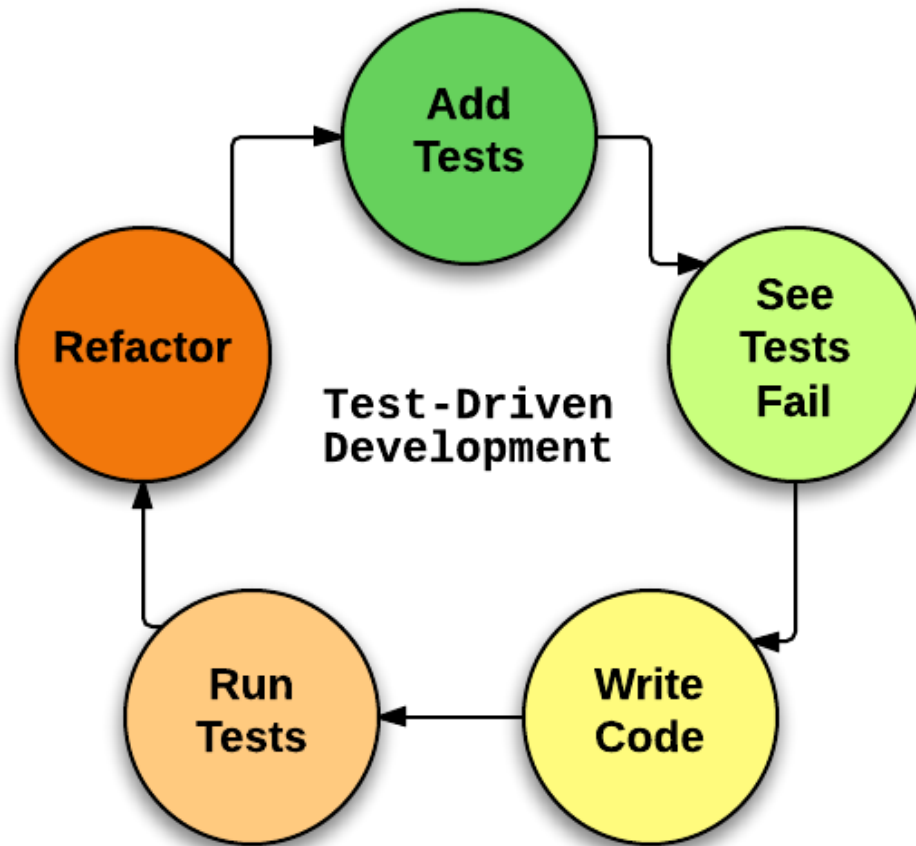 Add
Tests
See
Tests
Fail
Refactor
Test-Driven
Development
Run
Tests
Write
Code